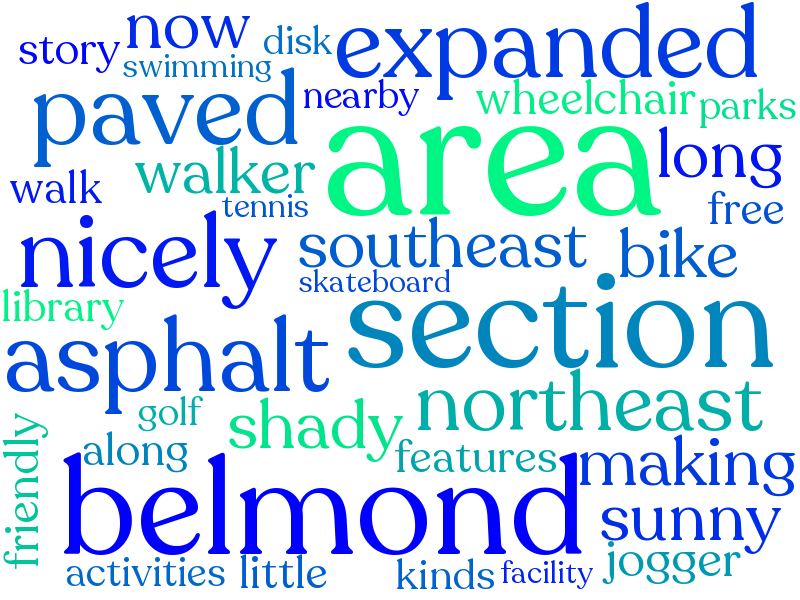 story now disk expanded
swimming
paved nearby wheelchair parks
area
walk walker long
tennis free
nicely southeast bike
skateboard
library section
asphalt
golf shady northeast
friendly along features making
belmond sunny
jogger
activities little kinds facility